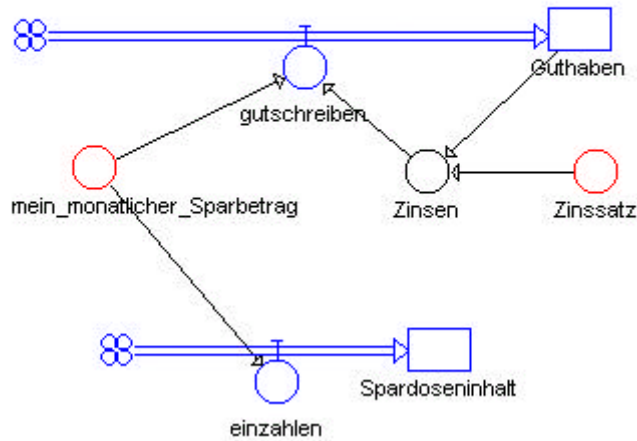 Guthaben
gutschreiben
mein_monatlicher_Sparbetrag
Zinsen
Zinssatz
Spardoseninhalt
einzahlen